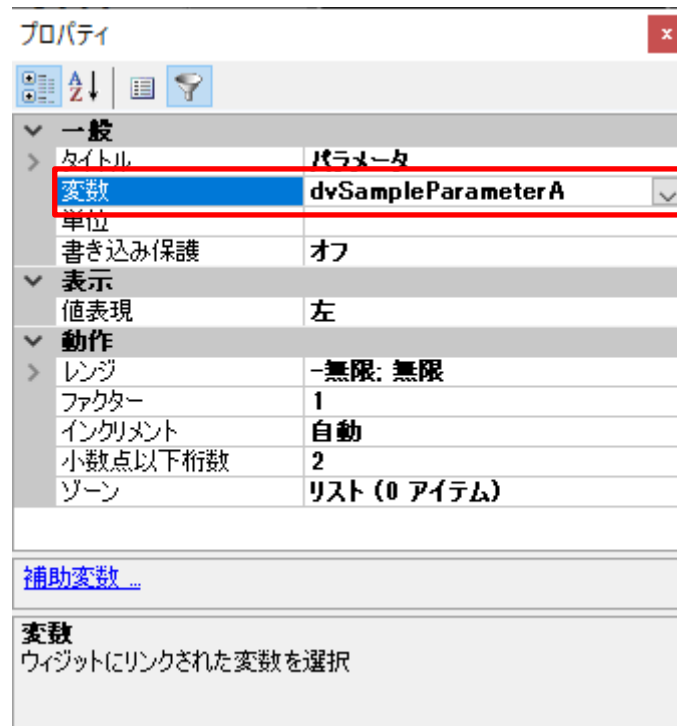 プロパティ
x
A
Z
一般
タイトル パラメータ
変数 dvSampleParameterA
単位
書き込み保護 オフ
表示
値表現 左
動作
レンジ -無限: 無限
ファクター 1
インクリメント 自動
小数点以下桁数 2
ゾーン リスト (0 アイテム)
補助変数 ...
変数
ウィジットにリンクされた変数を選択